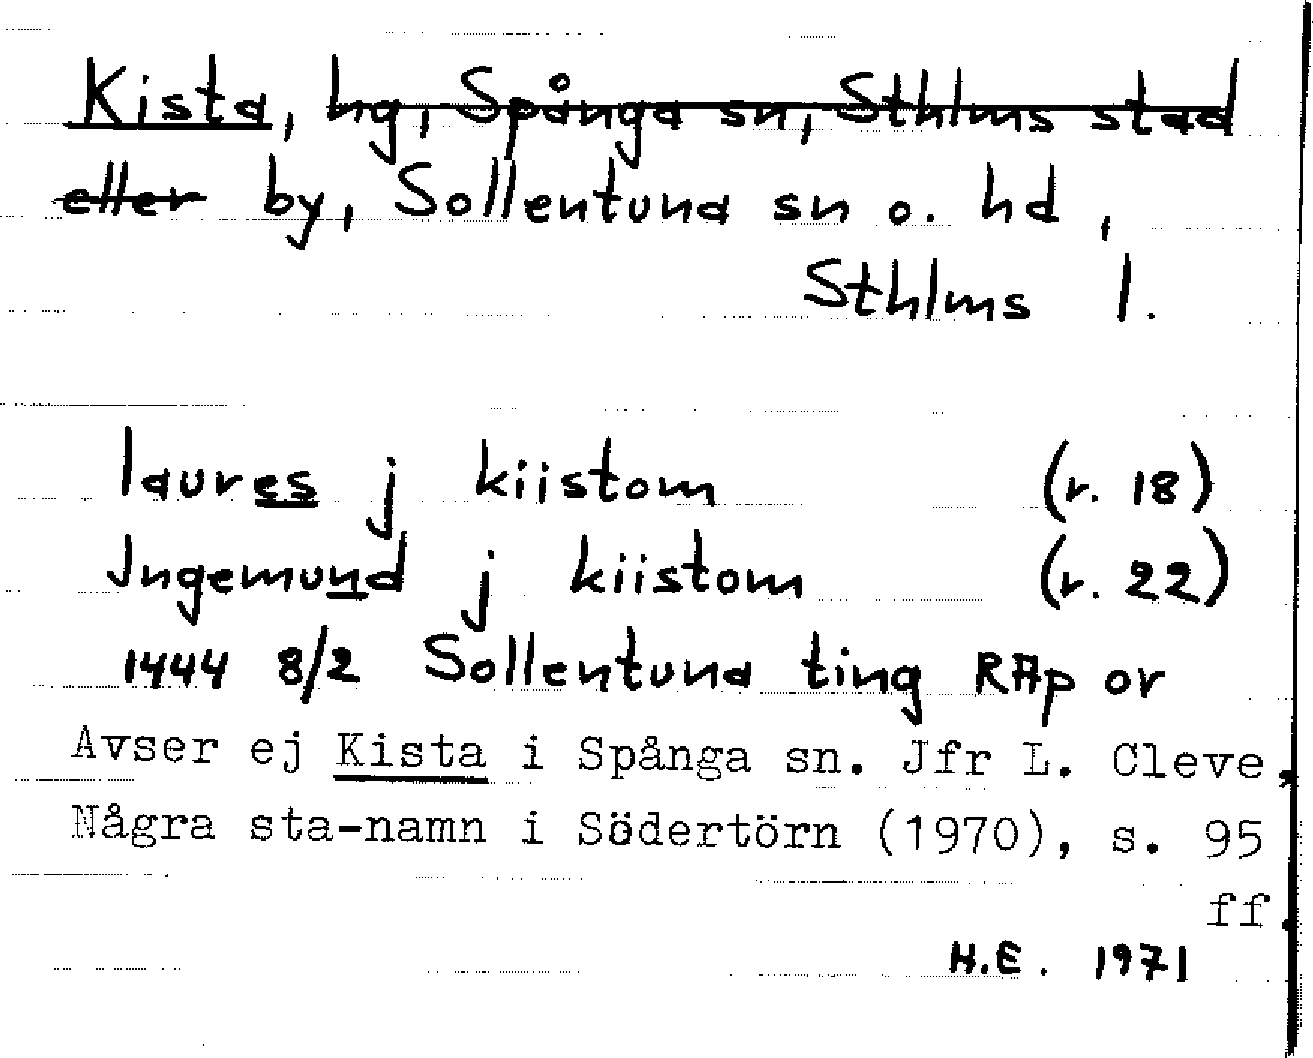 Kista, hg, Spånga sn, Sthlms stad
eller by, Sollentuna sn o. hd,
Sthlms l.
laures j kiistom (r. 18)
Jngemund j kiistom (r. 22)
1444 8/2 Sollentuna ting RAp or
Avser ej Kista i Spånga sn. Jfr L. Cleve,
Några sta-namn i Södertörn (1970), s. 95
ff.
H.E. 1971